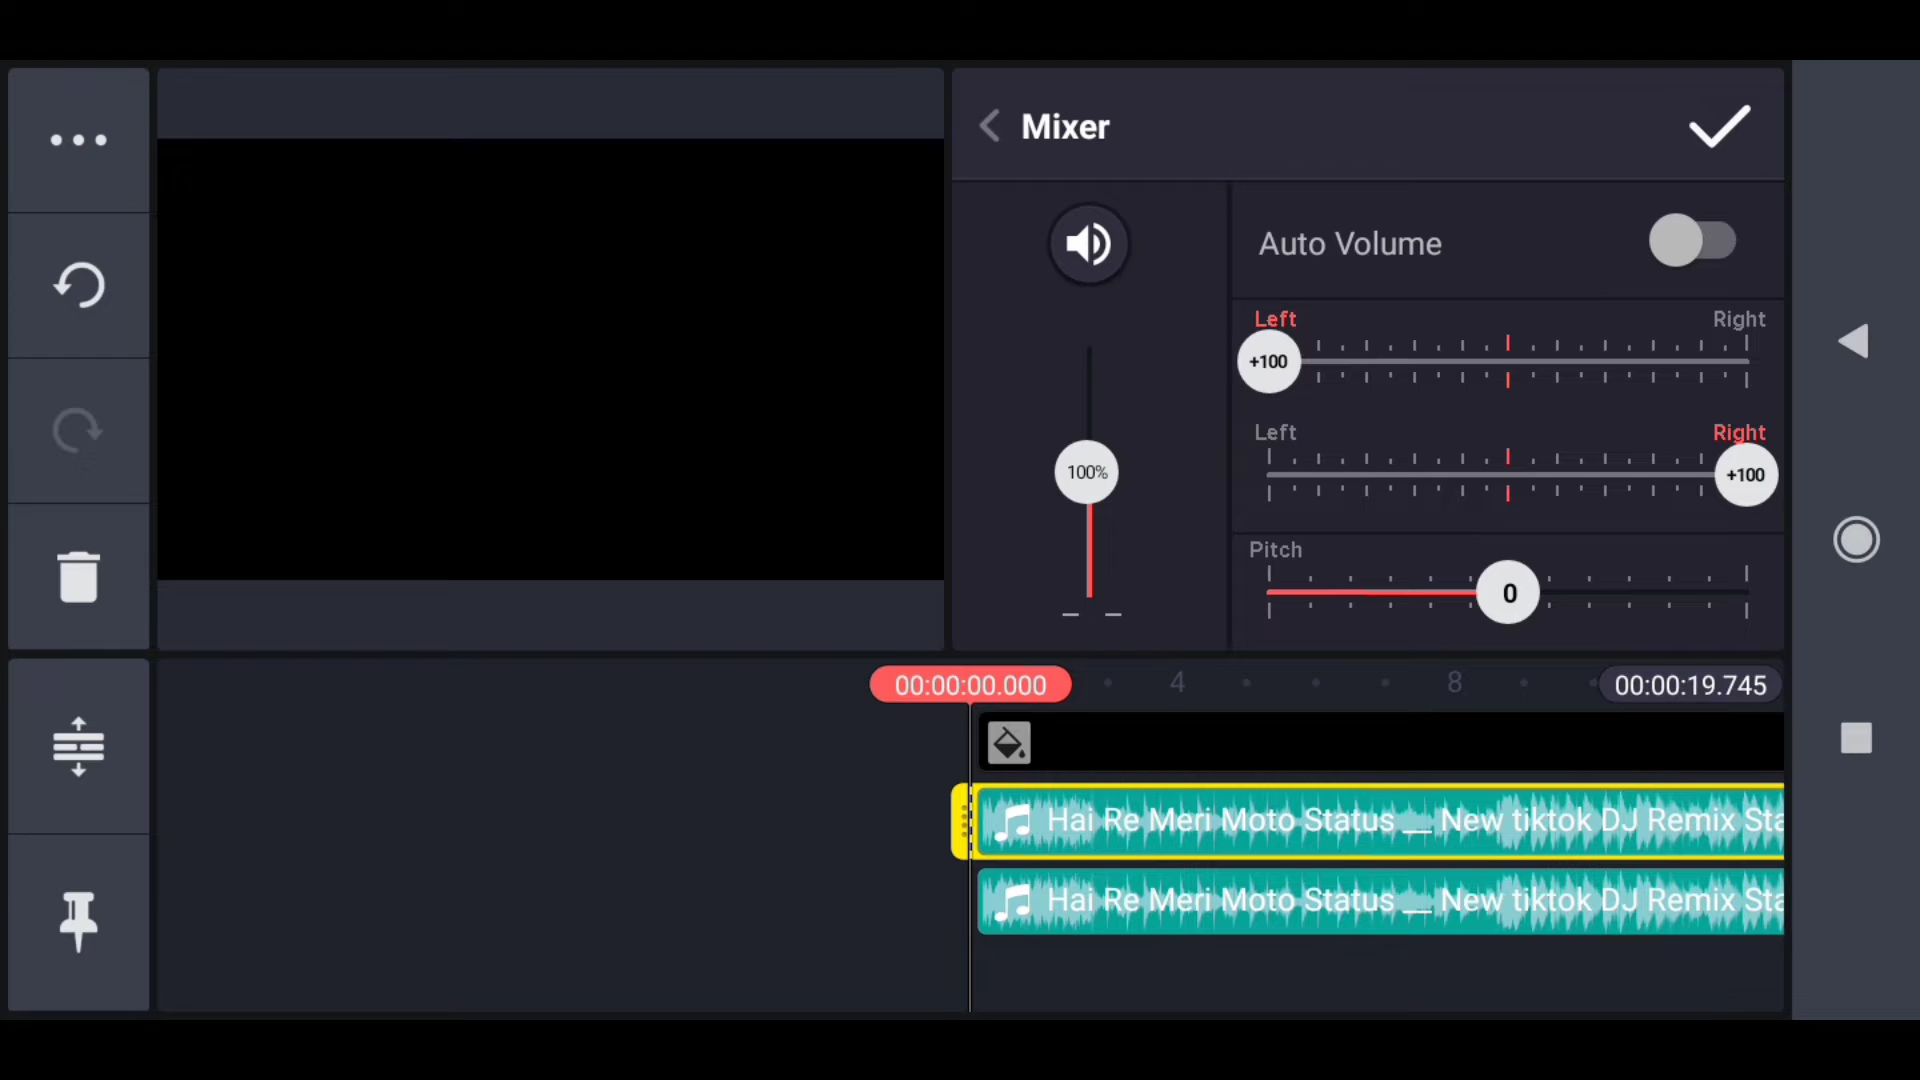 Mixer
Auto Volume
Left
Right
+100
Left
Right
+100
100%
Pitch
0
00:00:00.000
4
8
00:00:19.745
Hai Re Meri Moto Status __ New tiktok DJ Remix Sta
Hai Re Meri Moto Status __ New tiktok DJ Remix Sta